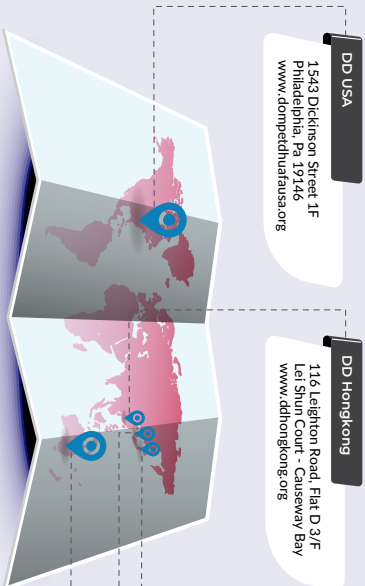 DD USA
1543 Dickinson Street 1F
Philadelphia, Pa 19146
www.dompetdhuafausa.org
DD Hongkong
116 Leighton Road, Flat D 3/F
Lei Shun Court - Causeway Bay
www.ddhongkong.org